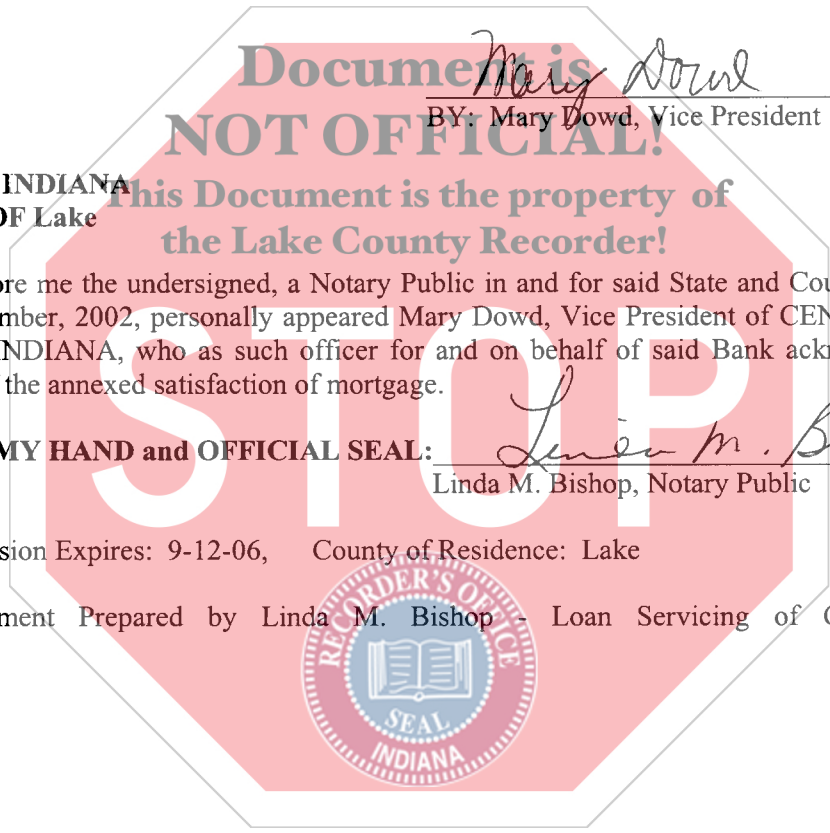 Mary Dowd
Document is
BY: Mary Dowd, Vice President
NOT OFFICIAL!
INDIANA
This Document is the property of
OF Lake
the Lake County Recorder!
ore me the undersigned, a Notary Public in and for said State and Cou
mber, 2002, personally appeared Mary Dowd, Vice President of CEN
INDIANA, who as such officer for and on behalf of said Bank ack
the annexed satisfaction of mortgage.
STOP
MY HAND and OFFICIAL SEAL: Linda M. B
Linda M. Bishop, Notary Public
sion Expires: 9-12-06, County of Residence: Lake
ment Prepared by Linda M. Bishop - Loan Servicing of C
RECORDER'S OFFICE
SEAL
INDIANA